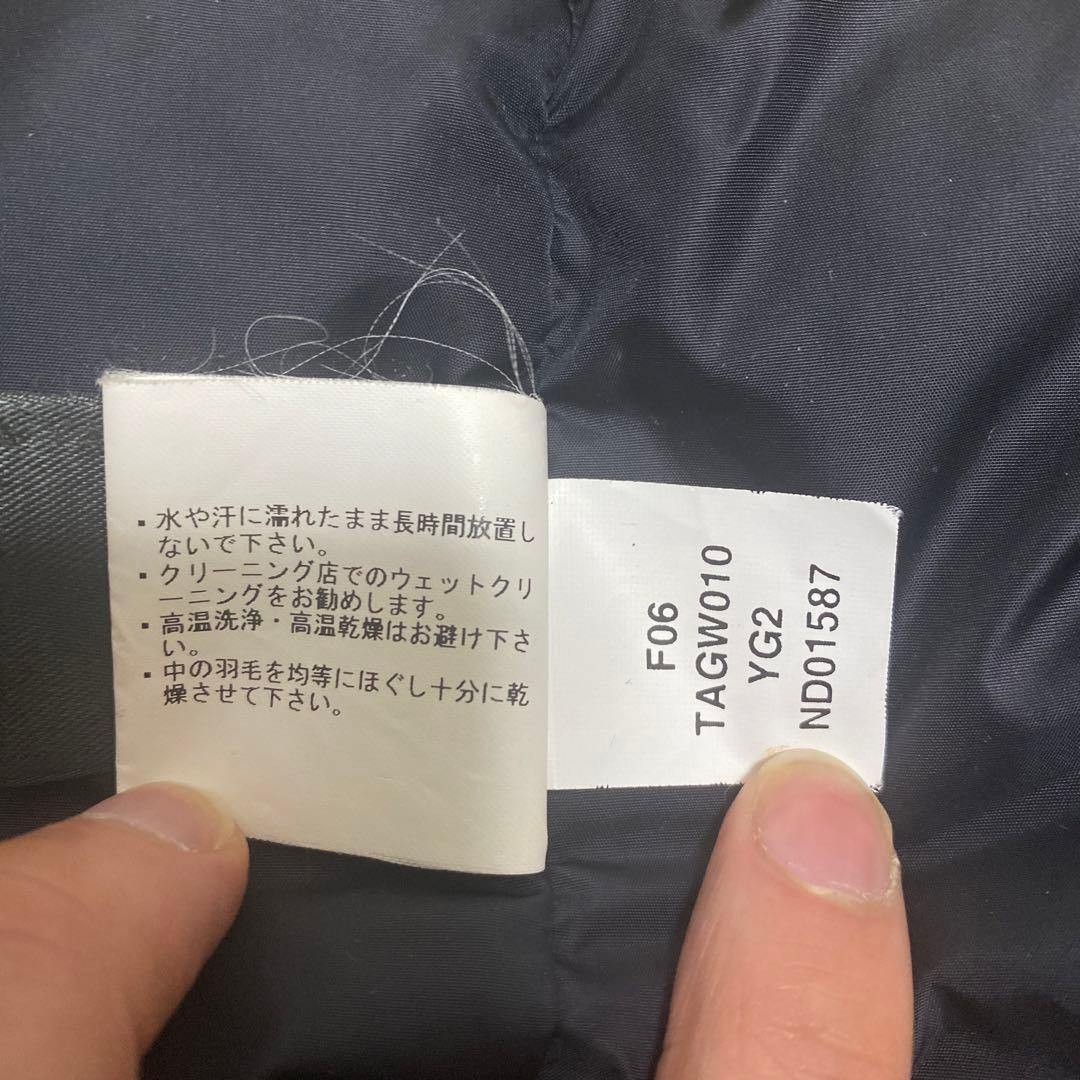 ▪水や汗に濡れたまま長時間放置し
ないで下さい。
▪クリーニング店でのウェットクリ
ーニングをお勧めします。
▪高温洗浄・高温乾燥はお避け下さ
い。
▪中の羽毛を均等にほぐし十分に乾
燥させて下さい。
F06
TAGW010
YG2
ND01587